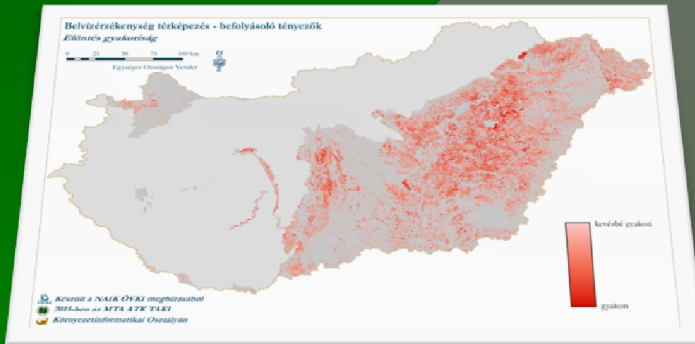 Belvízérzékenység térképezés - befolyásoló tényezők
Elöntés gyakoriság
0 25 50 75 100 km
Egységes Országos Vetület
kevésbé gyakori
gyakori
Készült a NAIK ÖVKI megbízásából
2015-ben az MTA ATK TAKI
Környezetinformatikai Osztályán